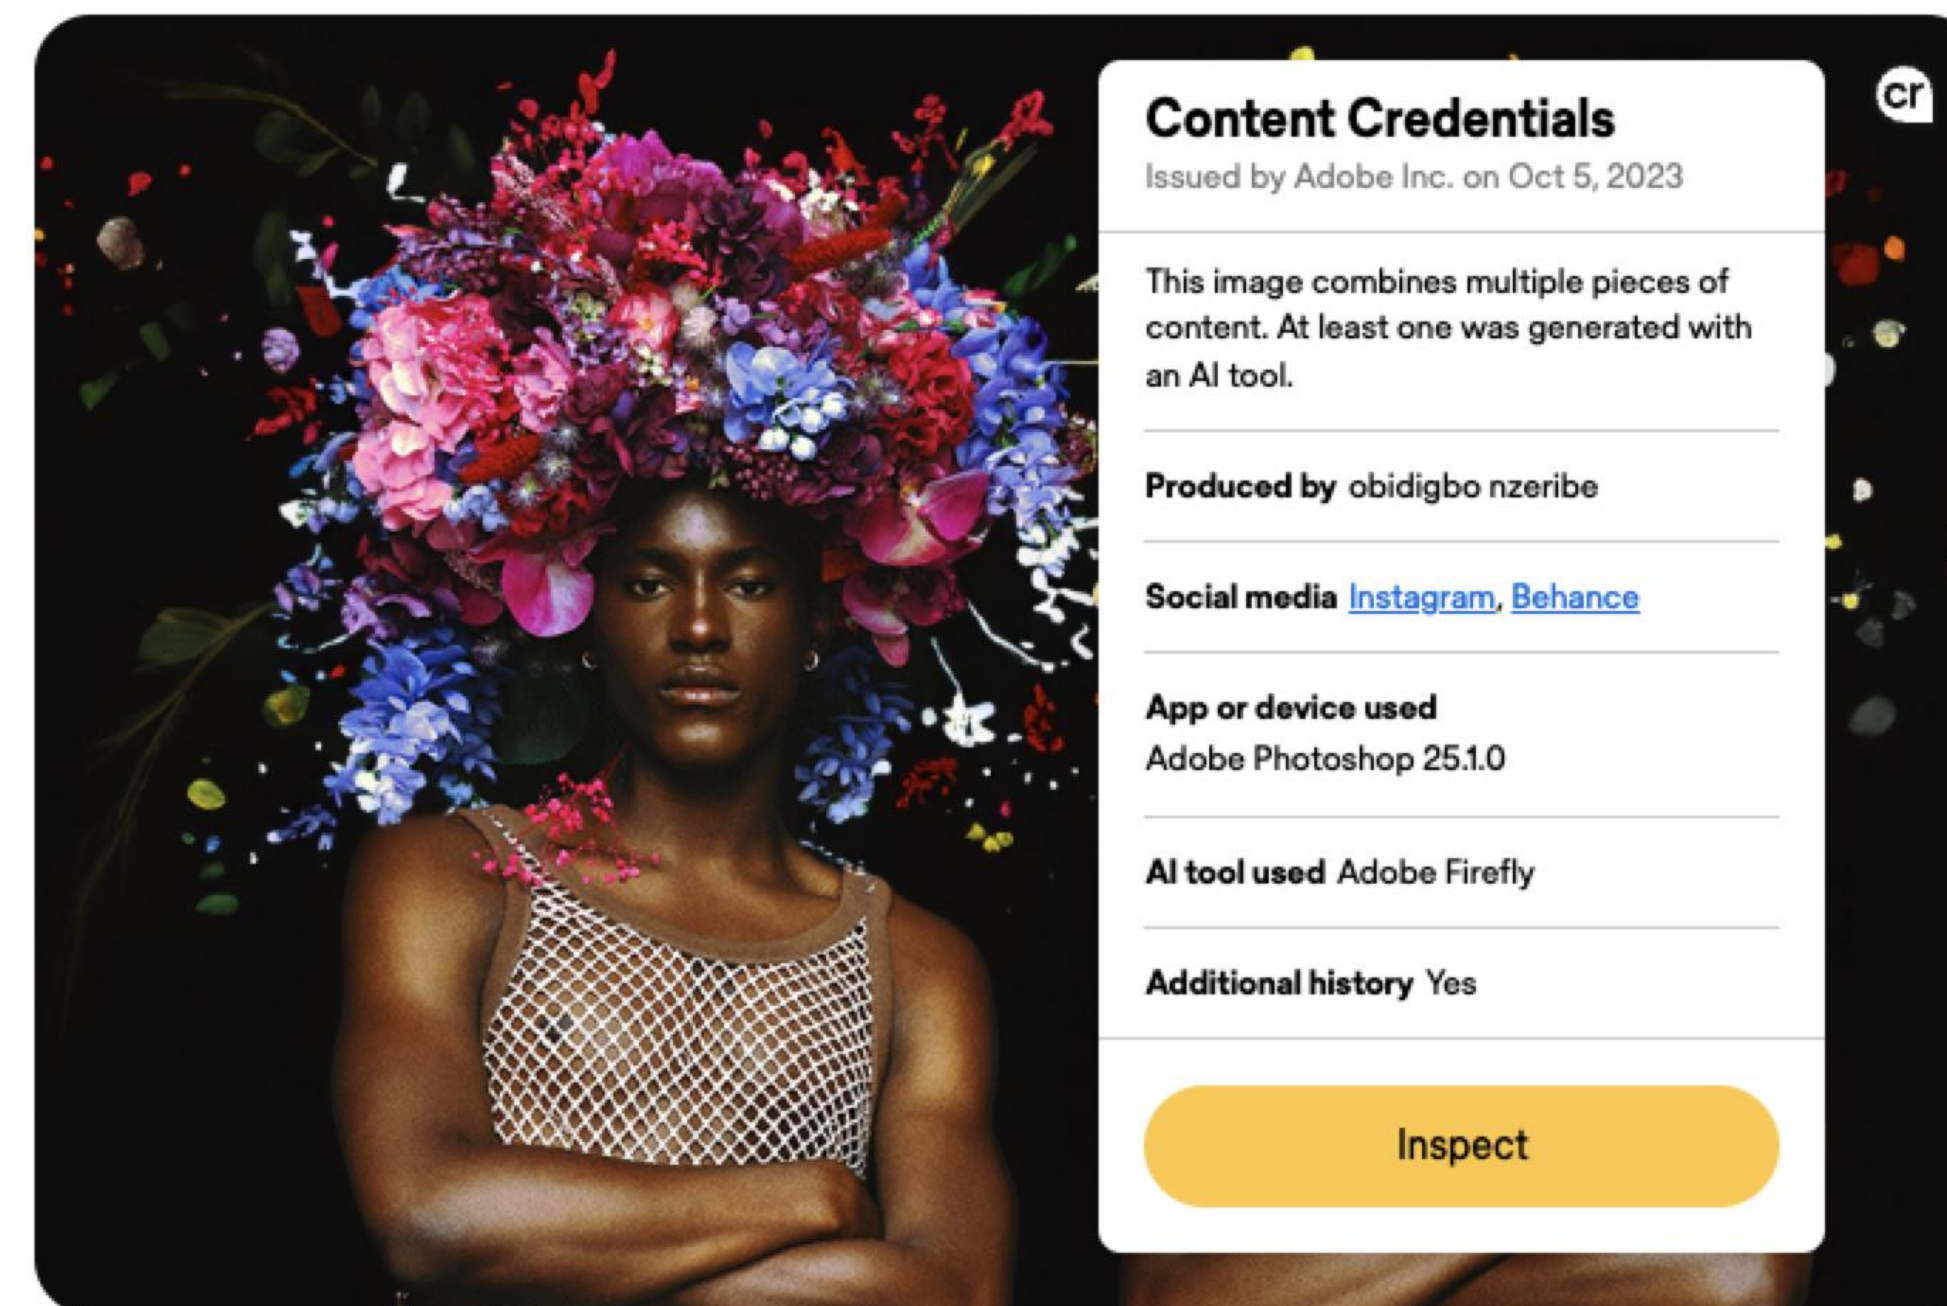 cr
Content Credentials
Issued by Adobe Inc. on Oct 5, 2023
This image combines multiple pieces of
content. At least one was generated with
an AI tool.
Produced by obidigbo nzeribe
Social media Instagram, Behance
App or device used
Adobe Photoshop 25.1.0
AI tool used Adobe Firefly
Additional history Yes
Inspect